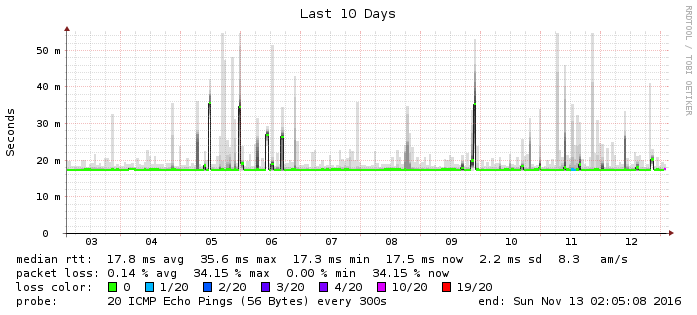 Last 10 Days
RRDTOOL / TOBI OETIKER
Seconds
50 m
40 m
30 m
20 m
10 m
0
03 04 05 06 07 08 09 10 11 12
median rtt: 17.8 ms avg 35.6 ms max 17.3 ms min 17.5 ms now 2.2 ms sd 8.3 am/s
packet loss: 0.14 % avg 34.15 % max 0.00 % min 34.15 % now
loss color: 0 1/20 2/20 3/20 4/20 10/20 19/20
probe: 20 ICMP Echo Pings (56 Bytes) every 300s end: Sun Nov 13 02:05:08 2016